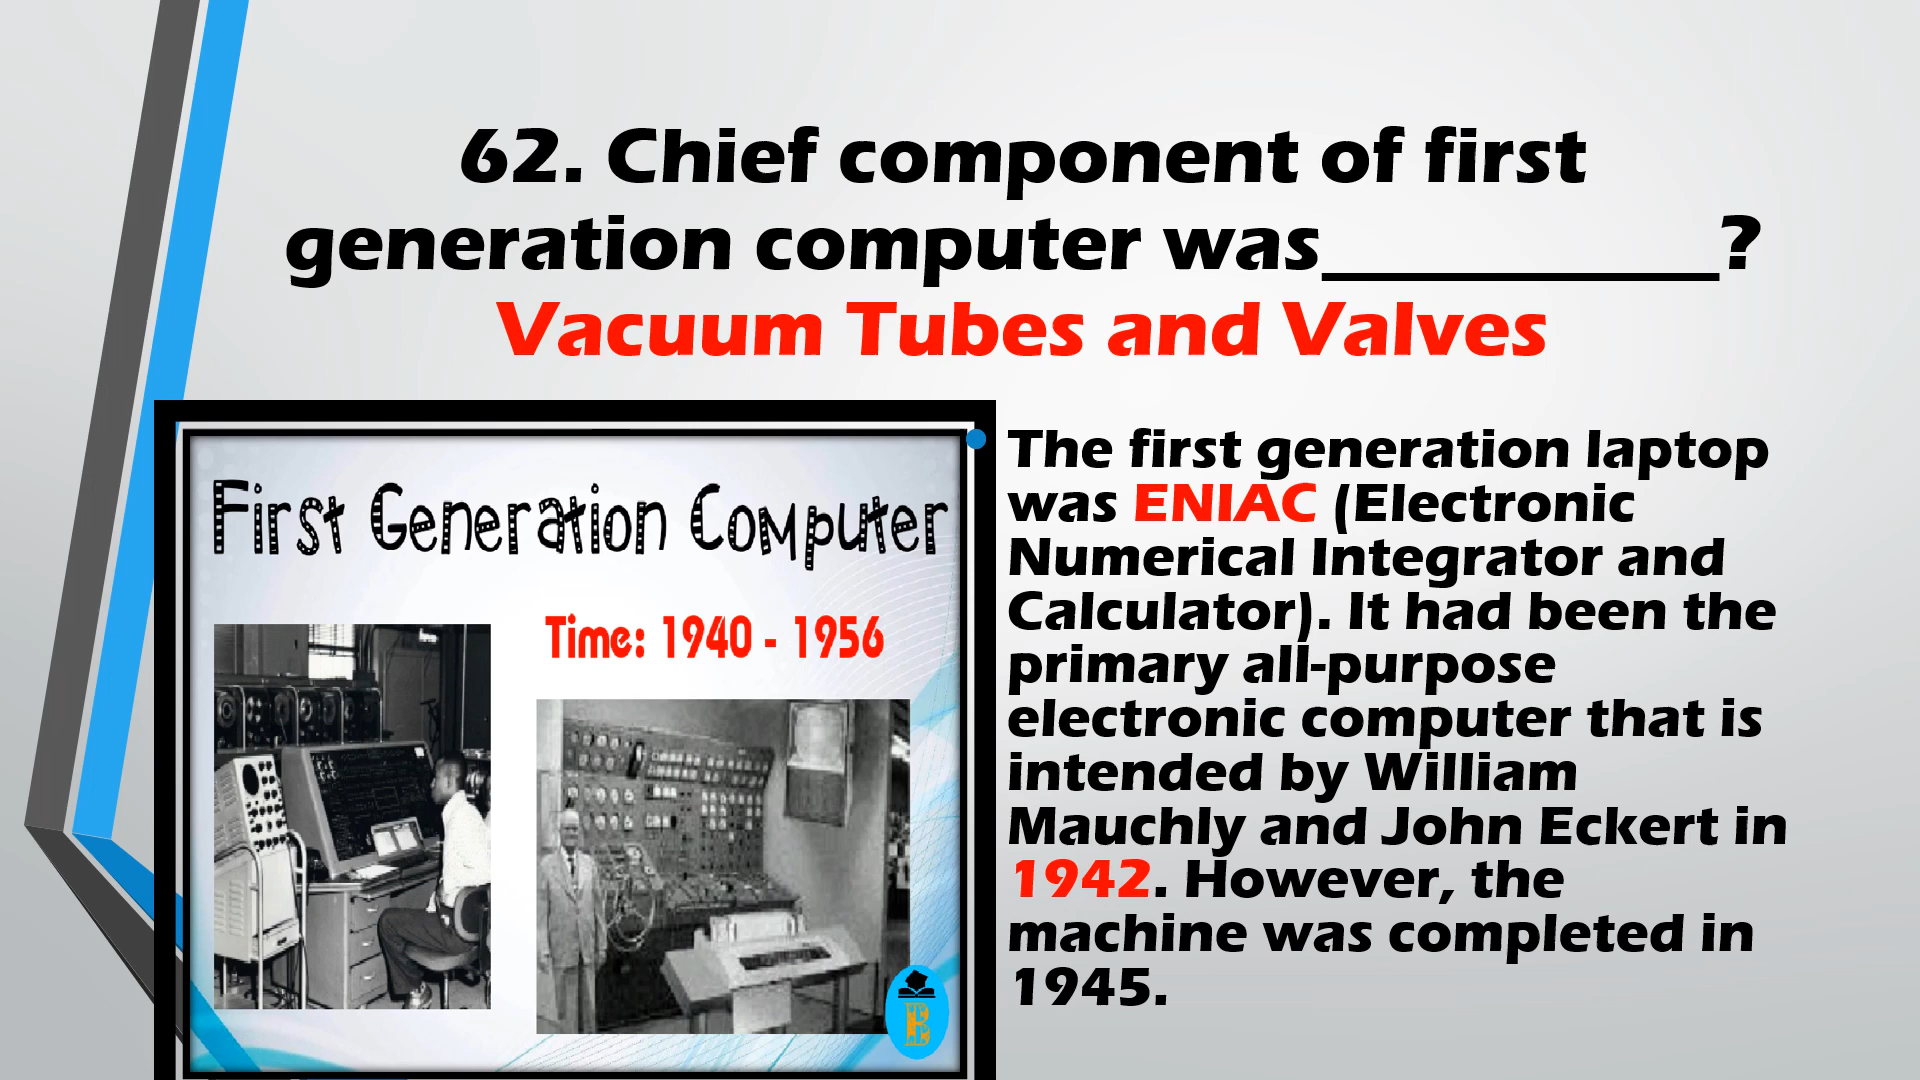 62. Chief component of first
generation computer was__________?
Vacuum Tubes and Valves
First Generation Computer
Time: 1940 - 1956
B
The first generation laptop
was ENIAC (Electronic
Numerical Integrator and
Calculator). It had been the
primary all-purpose
electronic computer that is
intended by William
Mauchly and John Eckert in
1942. However, the
machine was completed in
1945.